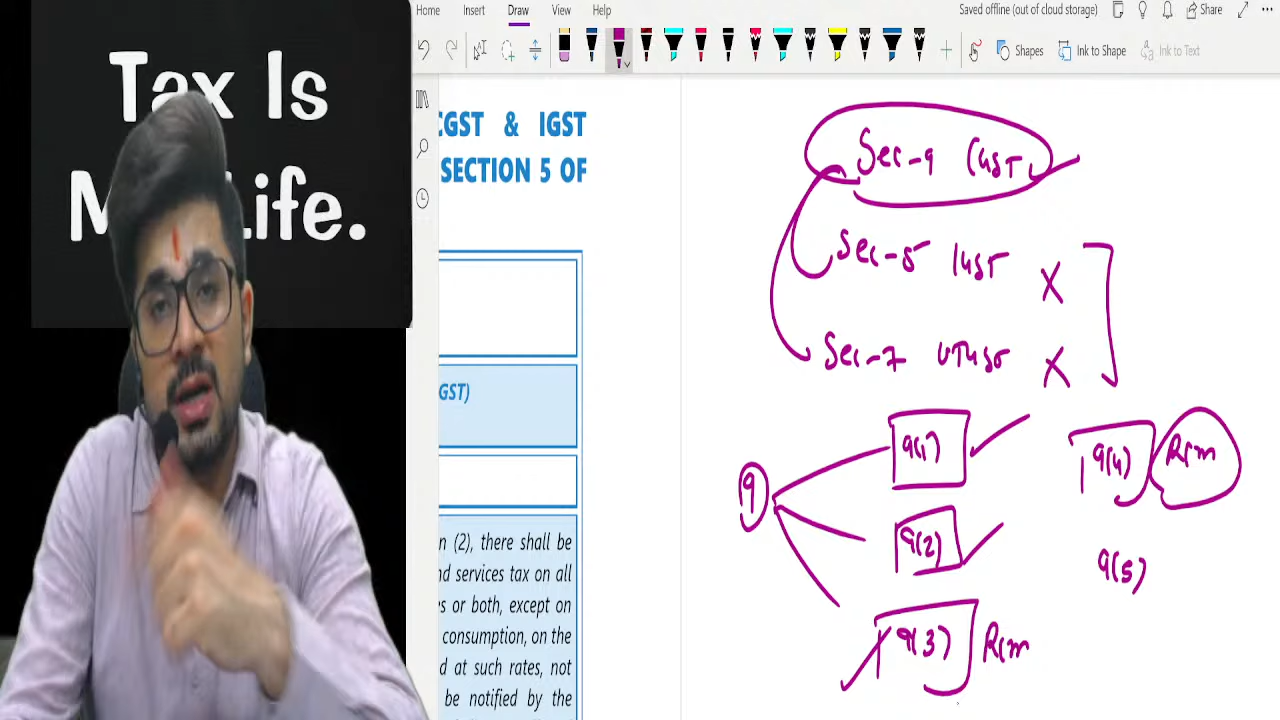 Tax Is
My Life.
Home Insert Draw View Help
Saved offline (out of cloud storage)
Share
Shapes
Ink to Shape
Ink to Text
CGST & IGST
SECTION 5 OF
GST)
n (2), there shall be
nd services tax on all
es or both, except on
consumption, on the
d at such rates, not
be notified by the
Sec-9 CGST
Sec-5 IGST X
Sec-7 UTGST X
9
9(1)
9(2)
9(3) RCM
9(4) RCM
9(5)